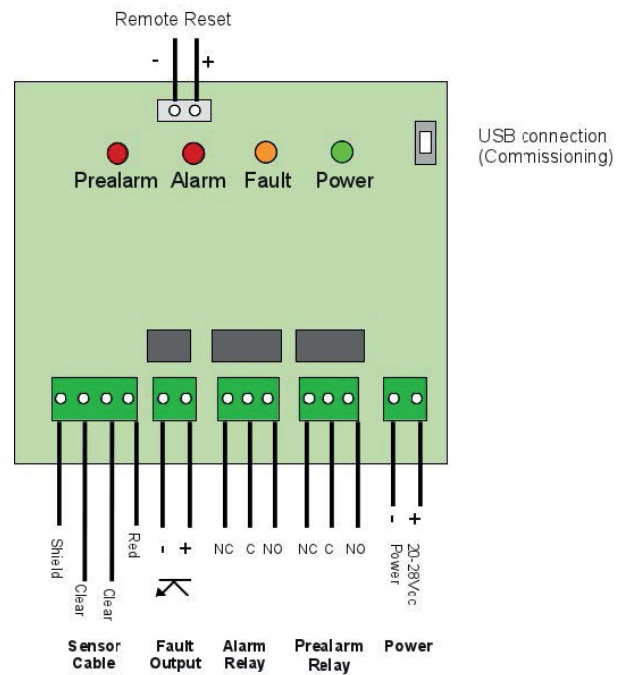 Remote Reset
- +
USB connection
(Commissioning)
Prealarm Alarm Fault Power
Shield
Clear
Clear
Red
- +
NC C NO
NC C NO
- +
Power
20-28Vcc
Sensor
Cable
Fault
Output
Alarm
Relay
Prealarm
Relay
Power